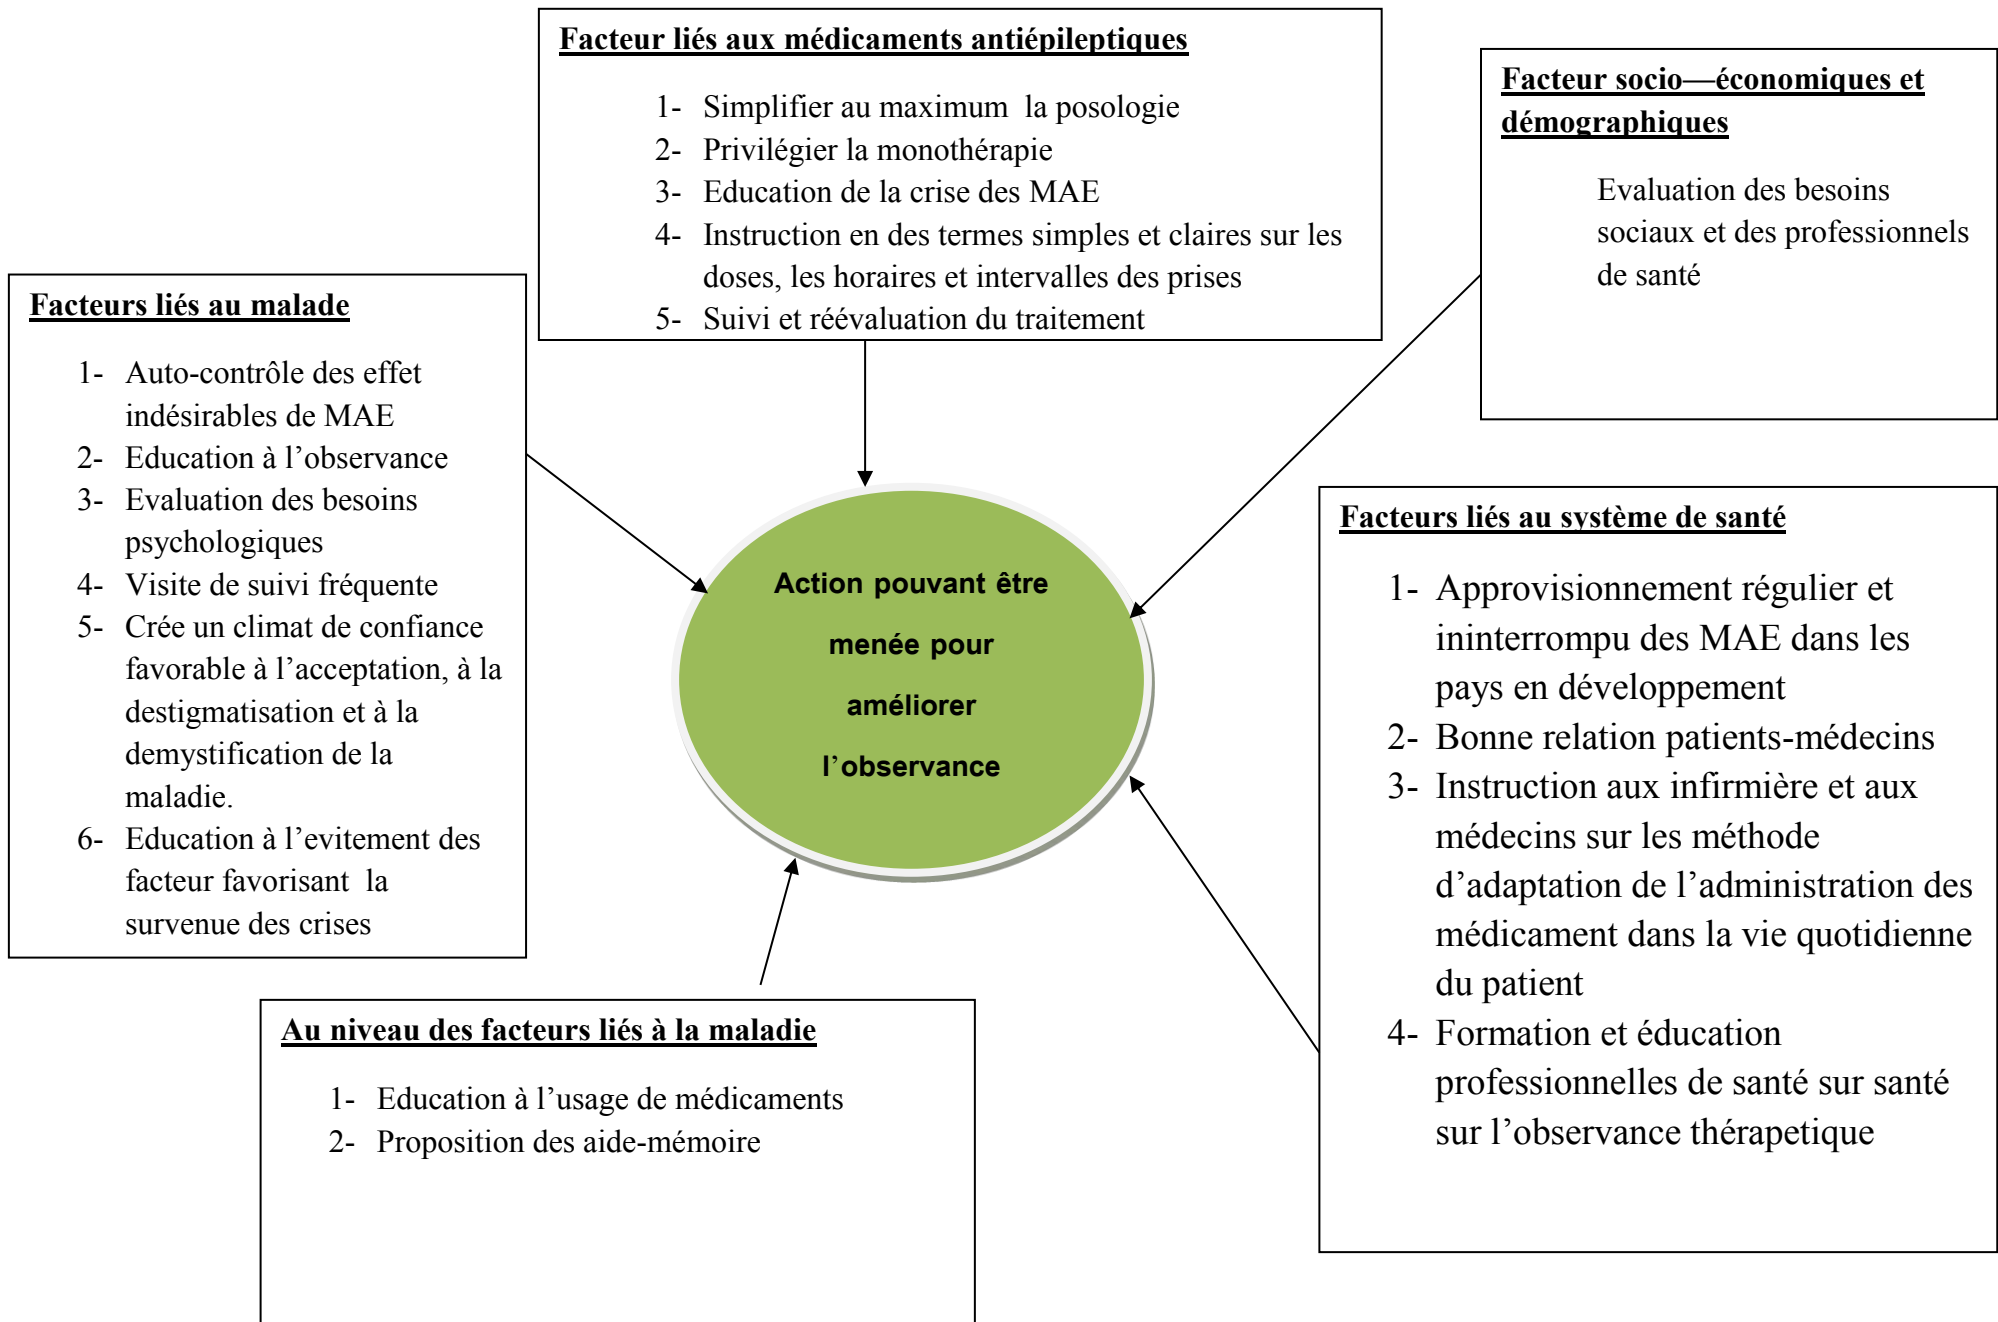 Facteur liés aux médicaments antiépileptiques
1- Simplifier au maximum la posologie
2- Privilégier la monothérapie
3- Education de la crise des MAE
4- Instruction en des termes simples et claires sur les
doses, les horaires et intervalles des prises
5- Suivi et réévaluation du traitement
Facteur socio—économiques et
démographiques
Evaluation des besoins
sociaux et des professionnels
de santé
Facteurs liés au malade
1- Auto-contrôle des effet
indésirables de MAE
2- Education à l’observance
3- Evaluation des besoins
psychologiques
4- Visite de suivi fréquente
5- Crée un climat de confiance
favorable à l’acceptation, à la
destigmatisation et à la
demystification de la
maladie.
6- Education à l’evitement des
facteur favorisant la
survenue des crises
Action pouvant être
menée pour
améliorer
l’observance
Facteurs liés au système de santé
1- Approvisionnement régulier et
ininterrompu des MAE dans les
pays en développement
2- Bonne relation patients-médecins
3- Instruction aux infirmière et aux
médecins sur les méthode
d’adaptation de l’administration des
médicament dans la vie quotidienne
du patient
4- Formation et éducation
professionnelles de santé sur santé
sur l’observance thérapetique
Au niveau des facteurs liés à la maladie
1- Education à l’usage de médicaments
2- Proposition des aide-mémoire